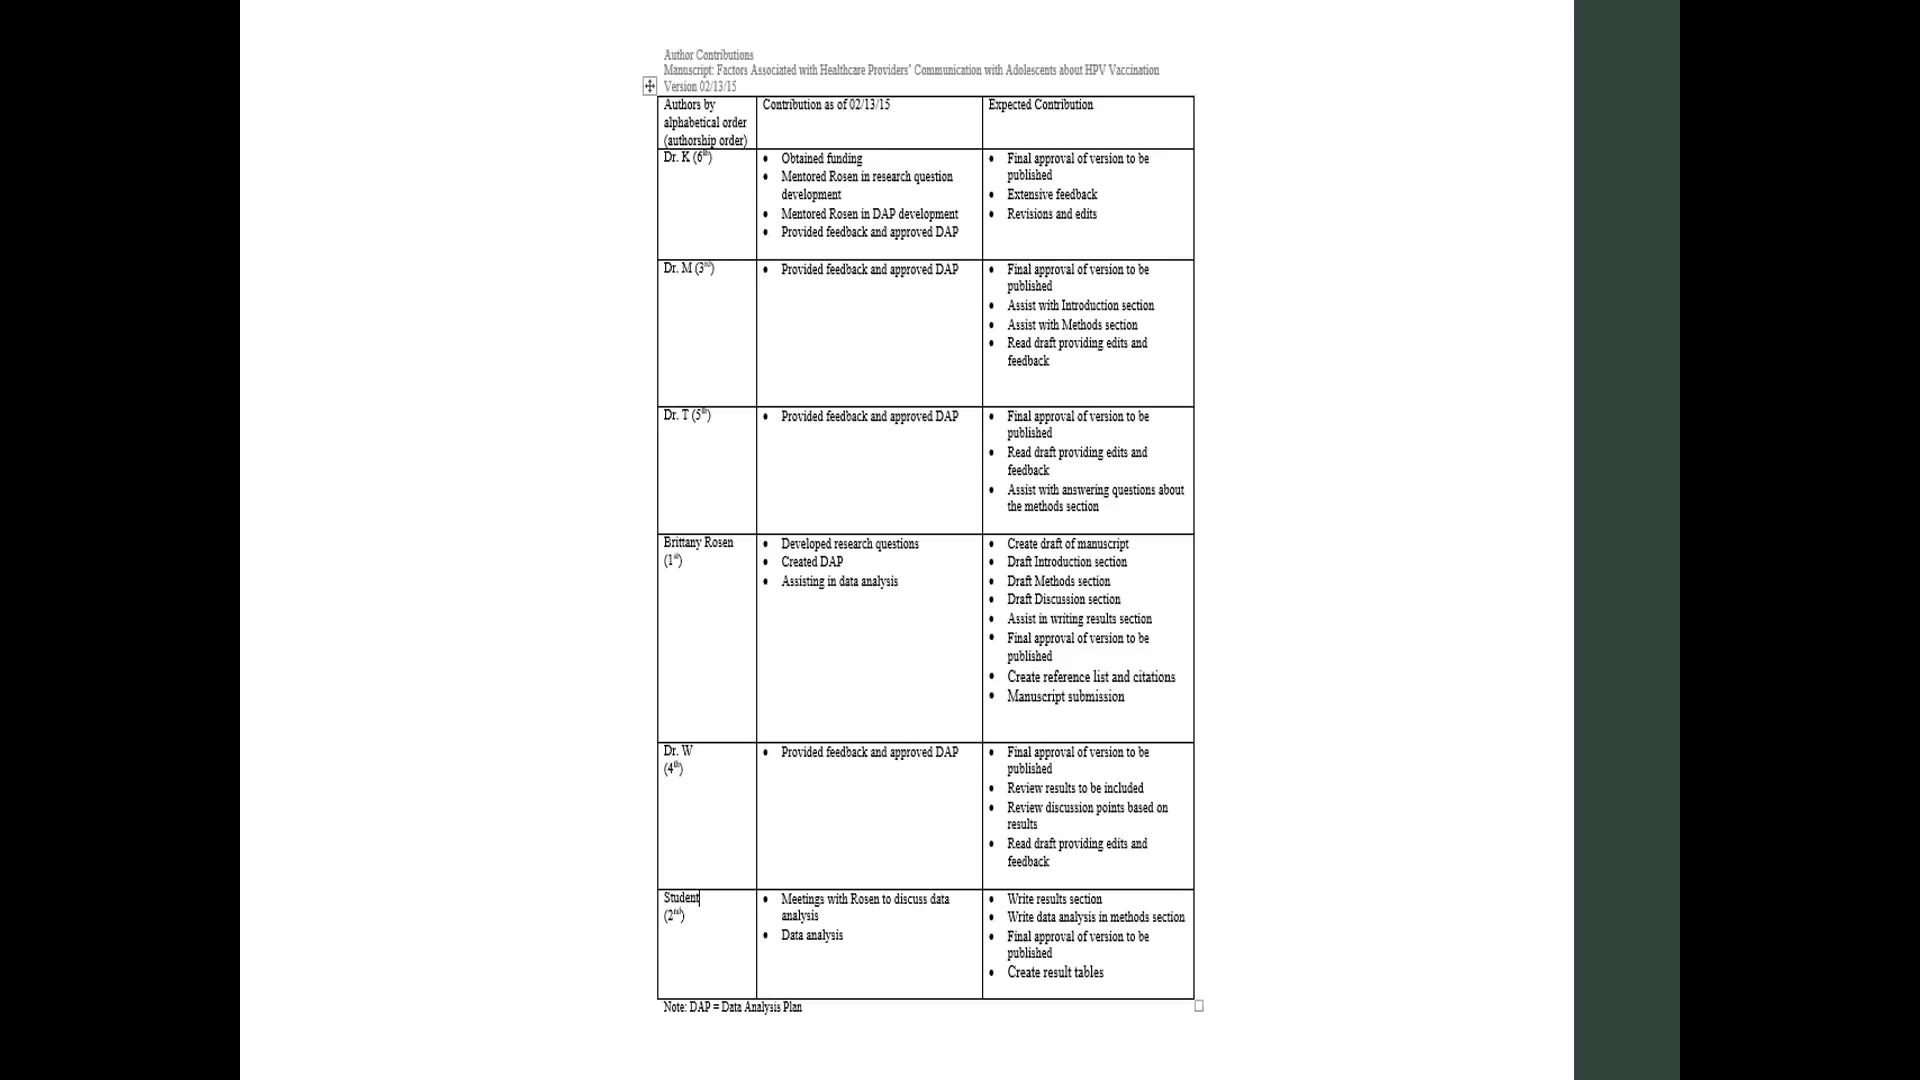 Author Contributions
Manuscript: Factors Associated with Healthcare Providers' Communication with Adolescents about HPV Vaccination
Version 02/13/15
Authors by
alphabetical order
(authorship order)
Contribution as of 02/13/15
Expected Contribution
Dr. K (6th)
• Obtained funding
• Mentored Rosen in research question
development
• Mentored Rosen in DAP development
• Provided feedback and approved DAP
• Final approval of version to be
published
• Extensive feedback
• Revisions and edits
Dr. M (3rd)
• Provided feedback and approved DAP
• Final approval of version to be
published
• Assist with Introduction section
• Assist with Methods section
• Read draft providing edits and
feedback
Dr. T (5th)
• Provided feedback and approved DAP
• Final approval of version to be
published
• Read draft providing edits and
feedback
• Assist with answering questions about
the methods section
Brittany Rosen
(1st)
• Developed research questions
• Created DAP
• Assisting in data analysis
• Create draft of manuscript
• Draft Introduction section
• Draft Methods section
• Draft Discussion section
• Assist in writing results section
• Final approval of version to be
published
• Create reference list and citations
• Manuscript submission
Dr. W
(4th)
• Provided feedback and approved DAP
• Final approval of version to be
published
• Review results to be included
• Review discussion points based on
results
• Read draft providing edits and
feedback
Student
(2nd)
• Meetings with Rosen to discuss data
analysis
• Data analysis
• Write results section
• Write data analysis in methods section
• Final approval of version to be
published
• Create result tables
Note: DAP = Data Analysis Plan